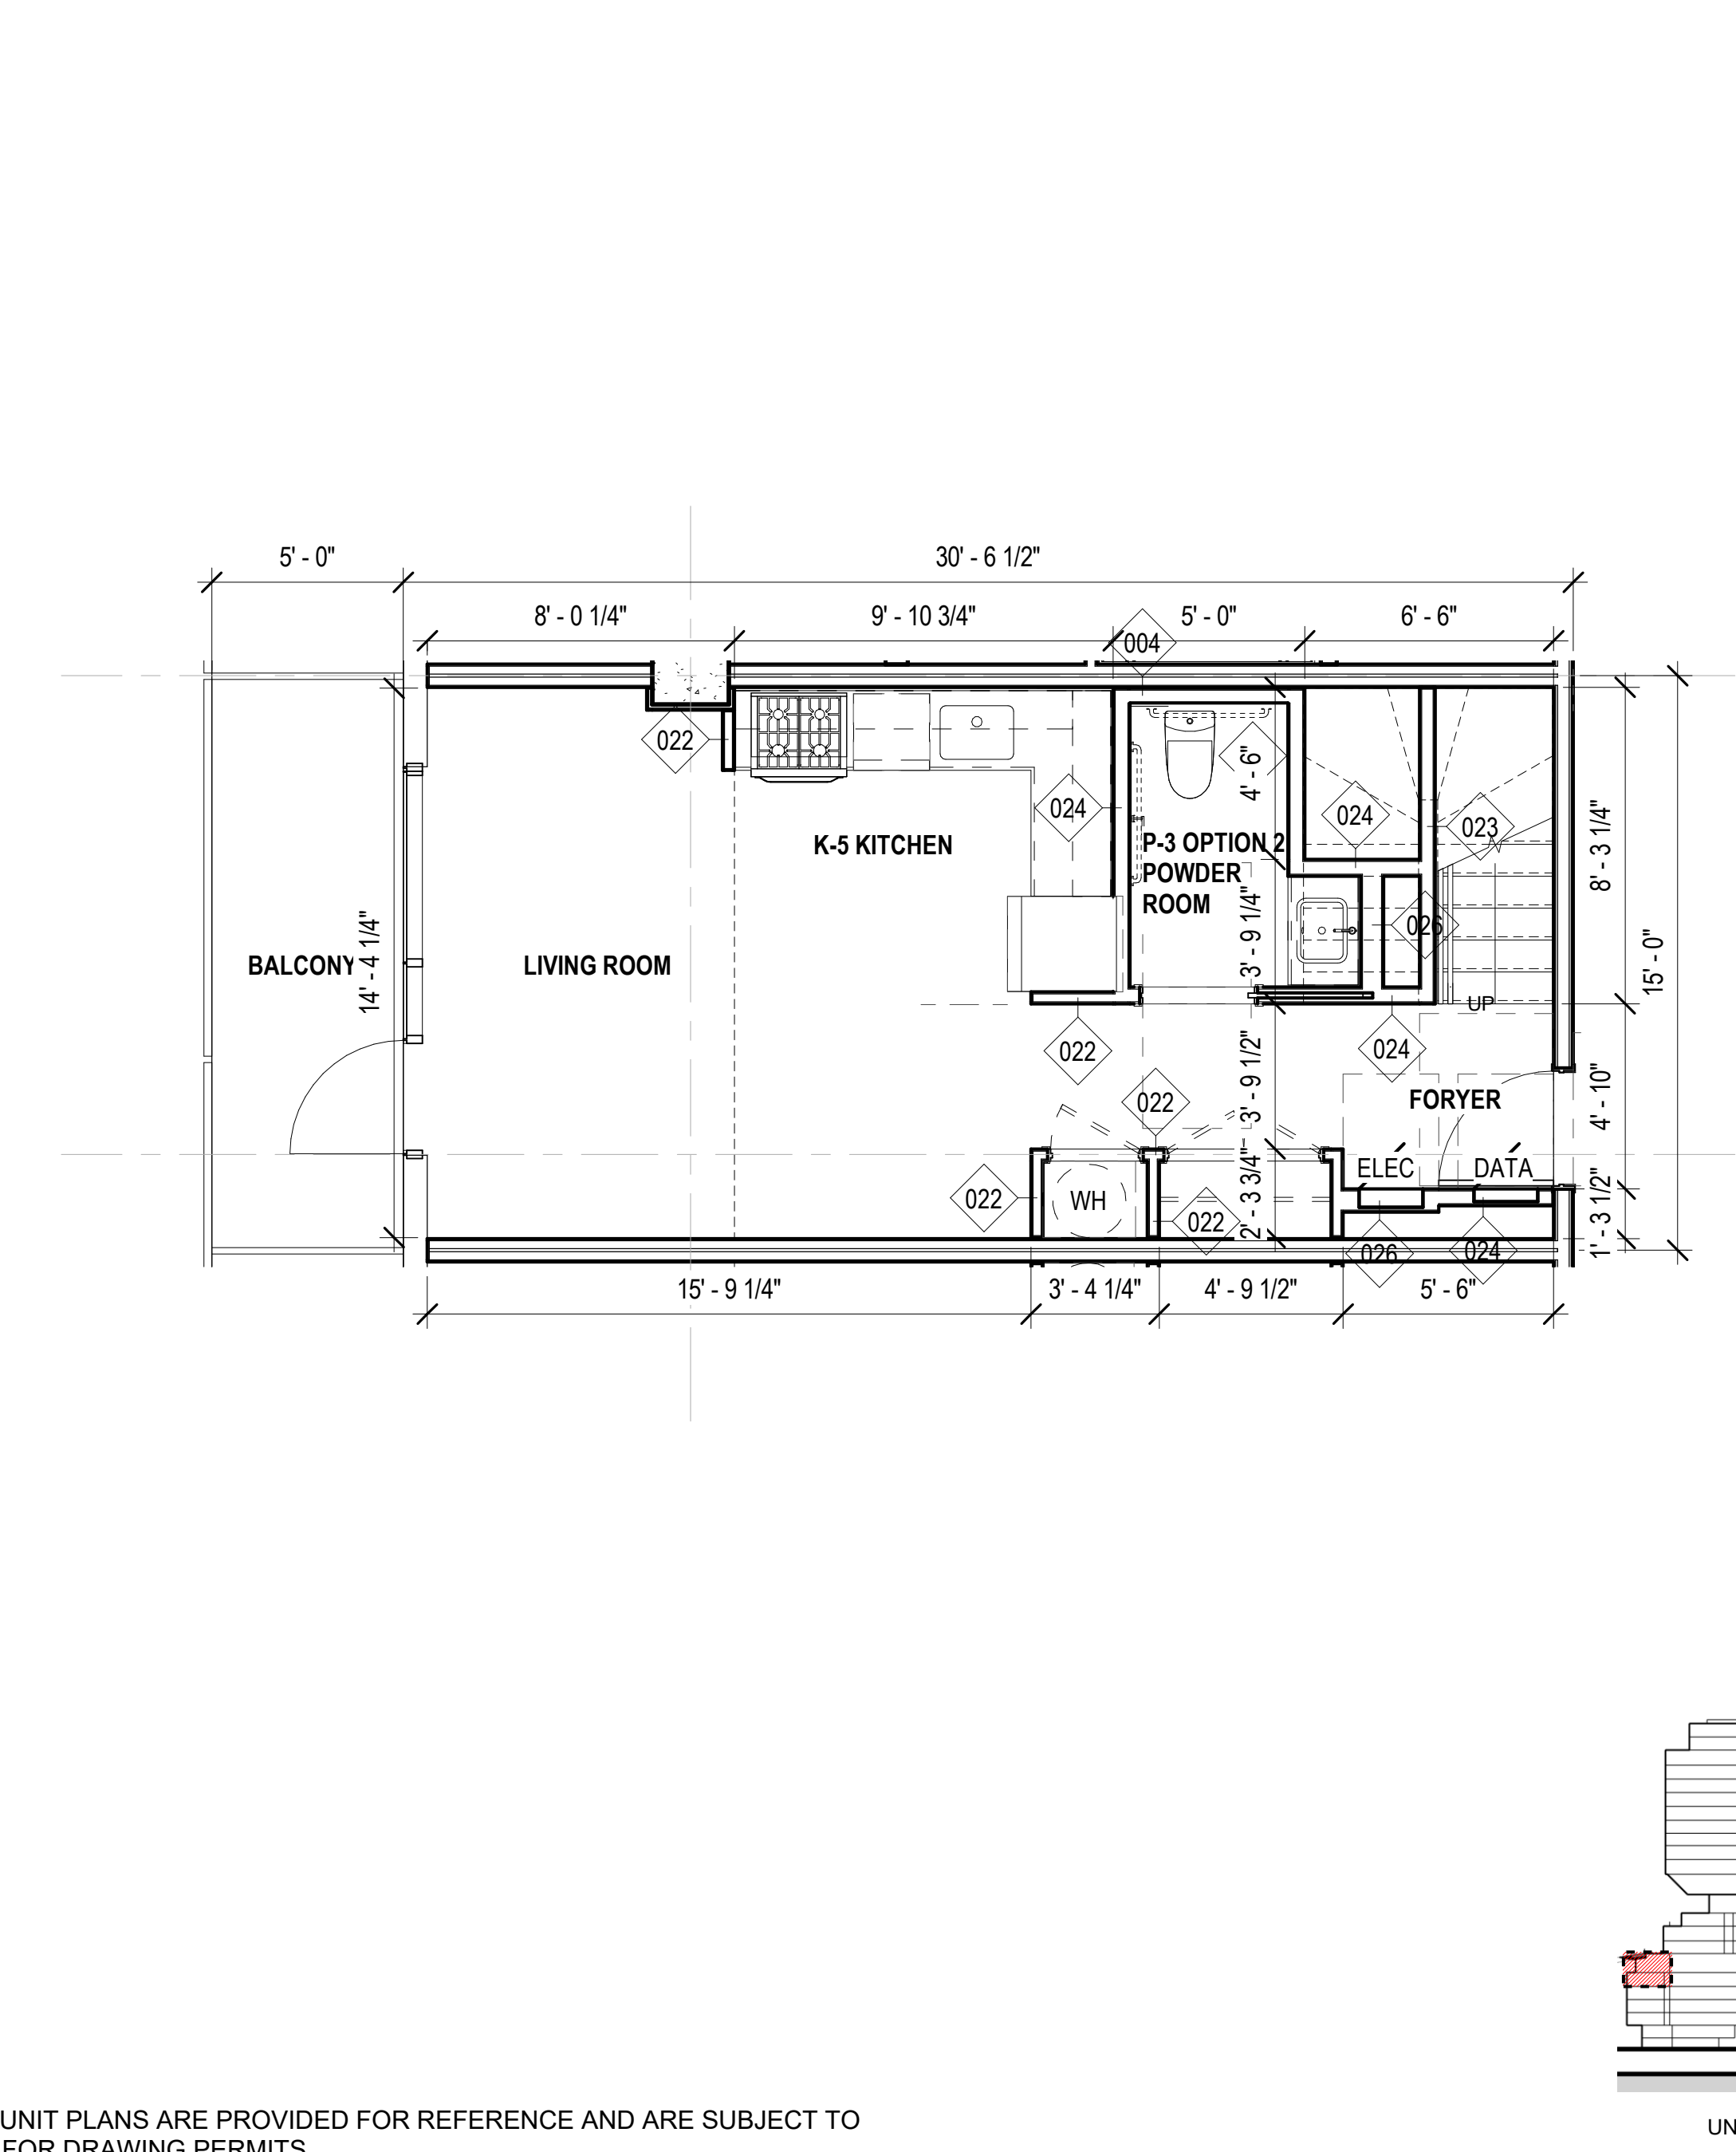 5' - 0"
30' - 6 1/2"
8' - 0 1/4"
9' - 10 3/4"
5' - 0"
6' - 6"
004
022
024
4' - 6"
024
023
K-5 KITCHEN
P-3 OPTION 2
POWDER
ROOM
8' - 3 1/4"
3' - 9 1/4"
026
BALCONY
14' - 4 1/4"
LIVING ROOM
15' - 0"
UP
022
024
3' - 9 1/2"
022
FORYER
4' - 10"
ELEC
DATA
022
WH
022
2' - 3 3/4"
1' - 3 1/2"
026
024
15' - 9 1/4"
3' - 4 1/4"
4' - 9 1/2"
5' - 6"
UNIT PLANS ARE PROVIDED FOR REFERENCE AND ARE SUBJECT TO
FOR DRAWING PERMITS
UN